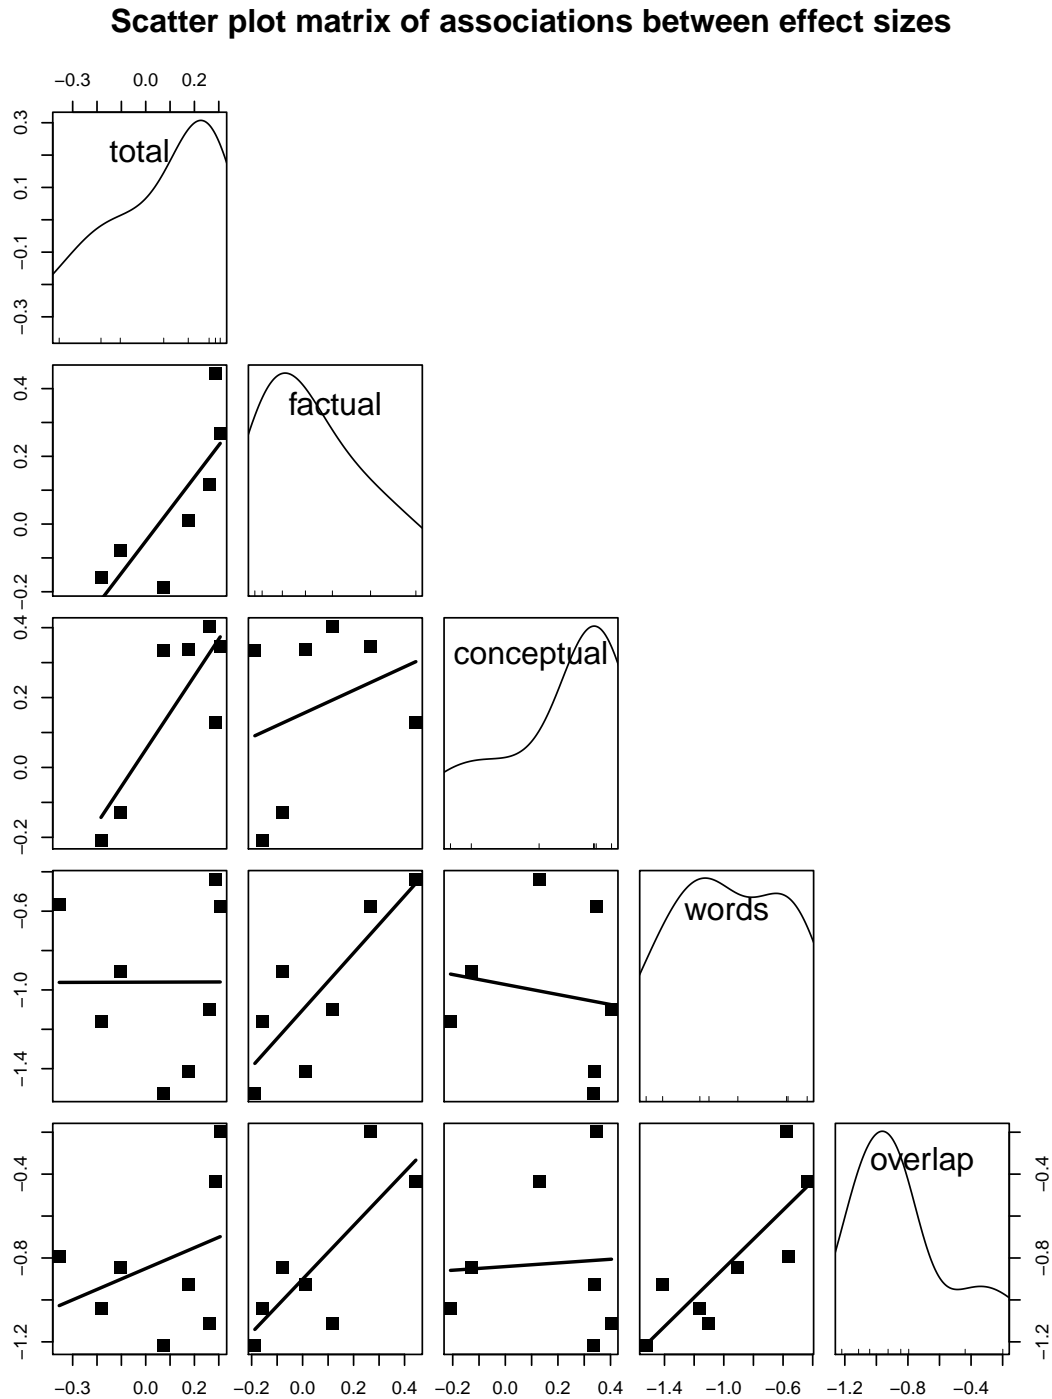 Scatter plot matrix of associations between effect sizes
−0.3 0.0 0.2
0.3
0.1
−0.1
−0.3
total
0.4
0.2
0.0
−0.2
factual
0.4
0.2
0.0
−0.2
conceptual
−0.6
−1.0
−1.4
words
−0.4
−0.8
−1.2
overlap
−0.4
−0.8
−1.2
−0.3 0.0 0.2
−0.2 0.0 0.2 0.4
−0.2 0.0 0.2 0.4
−1.4 −1.0 −0.6
−1.2 −0.8 −0.4